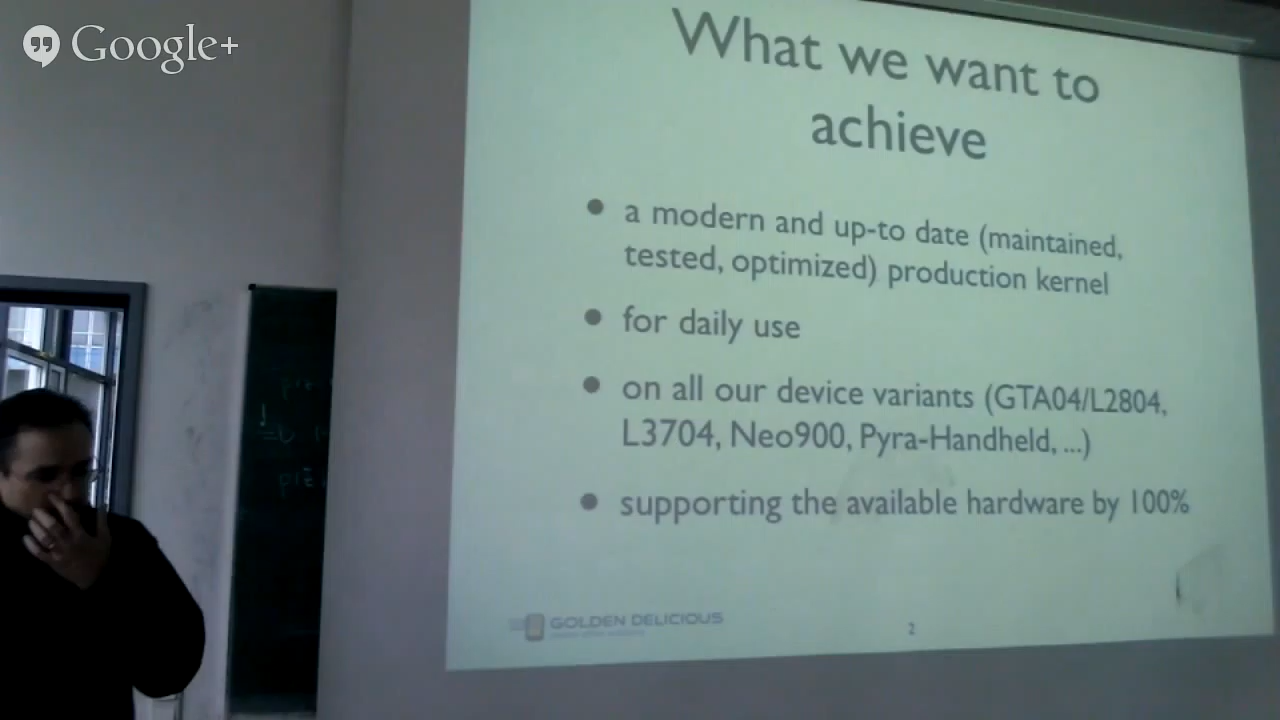 Google+
What we want to
achieve
• a modern and up-to date (maintained,
tested, optimized) production kernel
• for daily use
• on all our device variants (GTA04/L2804,
L3704, Neo900, Pyra-Handheld, ...)
• supporting the available hardware by 100%
GOLDEN DELICIOUS
2